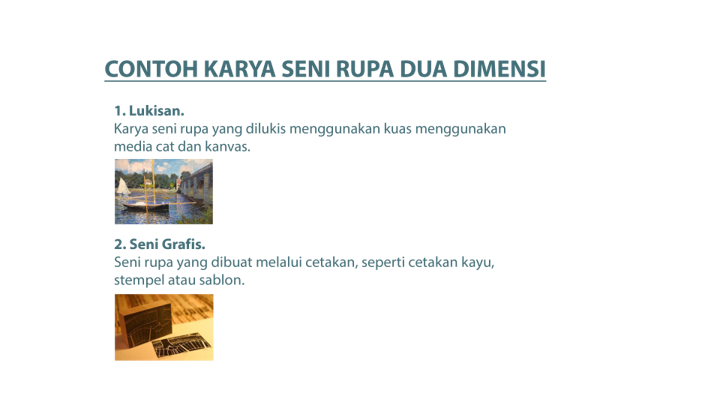 CONTOH KARYA SENI RUPA DUA DIMENSI
1. Lukisan.
Karya seni rupa yang dilukis menggunakan kuas menggunakan
media cat dan kanvas.
2. Seni Grafis.
Seni rupa yang dibuat melalui cetakan, seperti cetakan kayu,
stempel atau sablon.